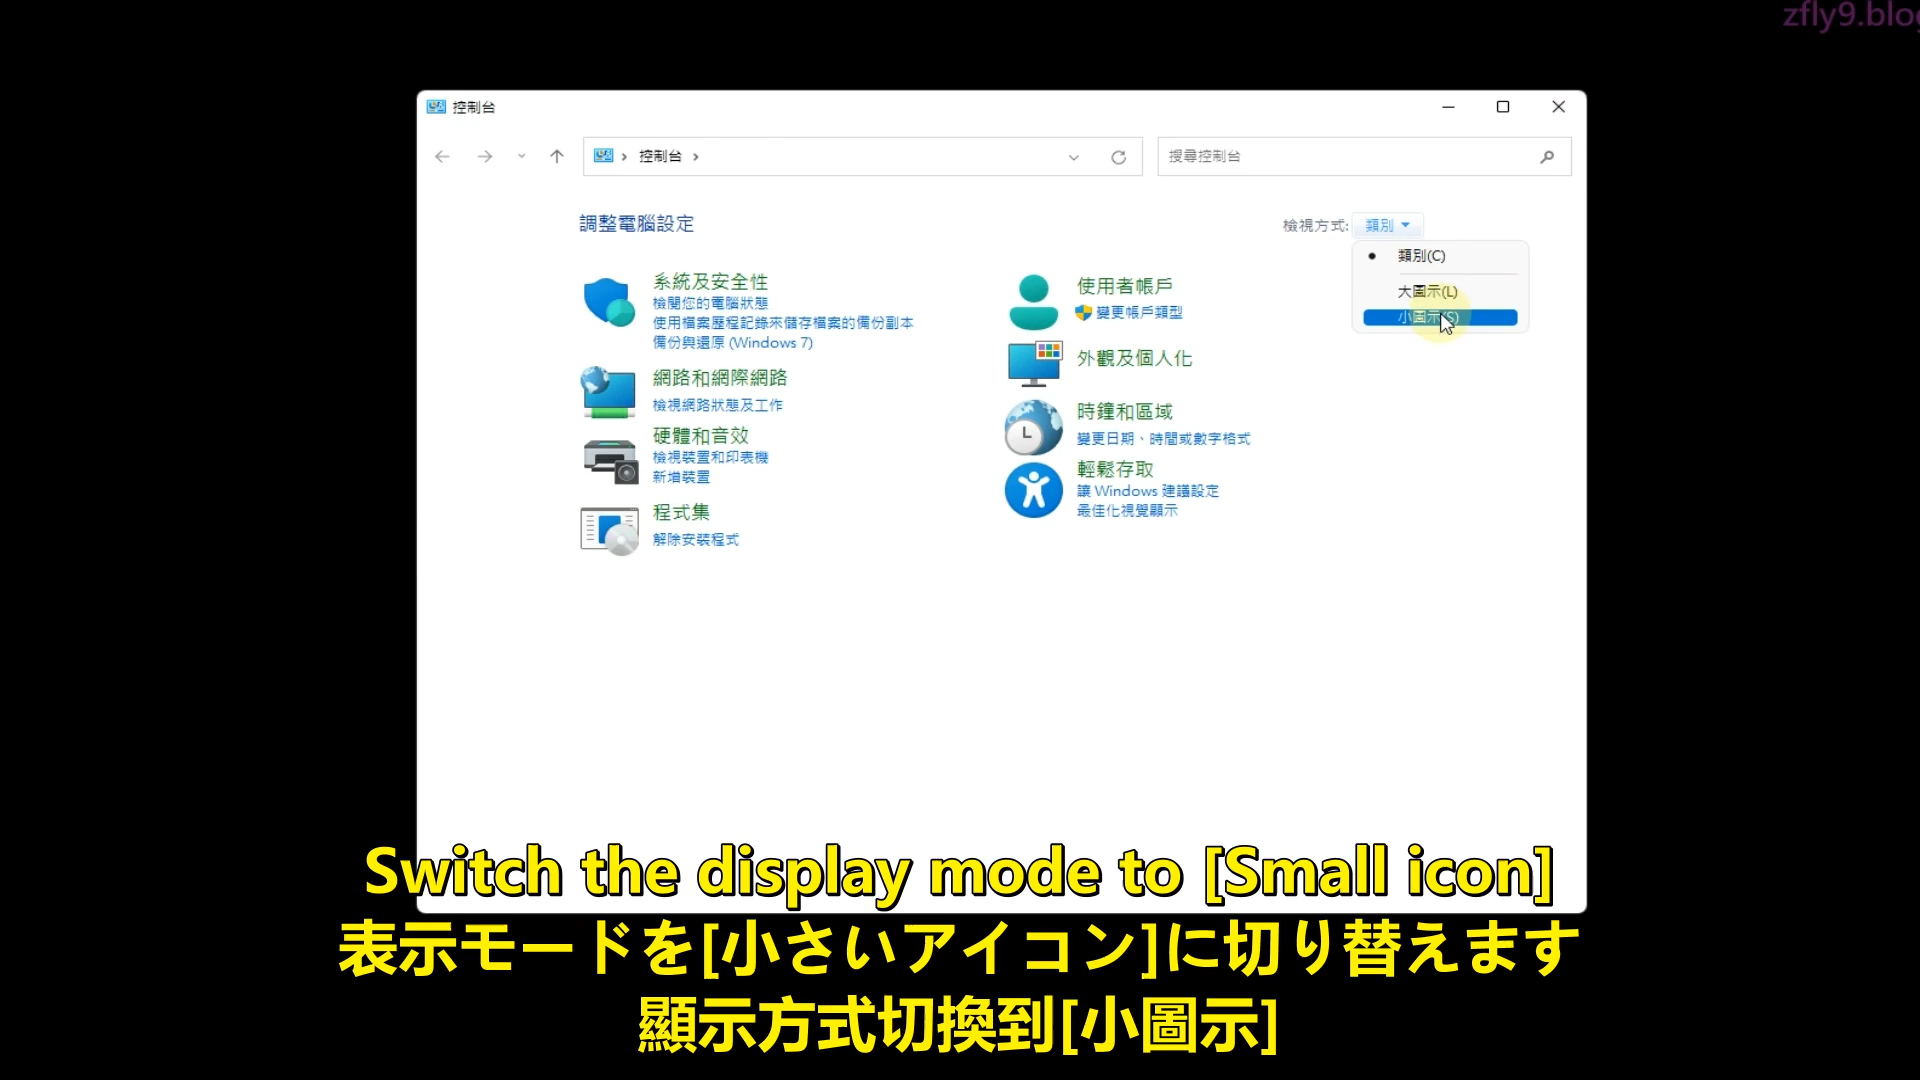 zfly9.blog
控制台
控制台
搜尋控制台
調整電腦設定
檢視方式: 類別
類別(C)
大圖示(L)
小圖示(S)
系統及安全性
檢閱您的電腦狀態
使用檔案歷程記錄來儲存檔案的備份副本
備份與還原 (Windows 7)
網路和網際網路
檢視網路狀態及工作
硬體和音效
檢視裝置和印表機
新增裝置
程式集
解除安裝程式
使用者帳戶
變更帳戶類型
外觀及個人化
時鐘和區域
變更日期、時間或數字格式
輕鬆存取
讓 Windows 建議設定
最佳化視覺顯示
Switch the display mode to [Small icon]
表示モードを[小さいアイコン]に切り替えます
顯示方式切換到[小圖示]